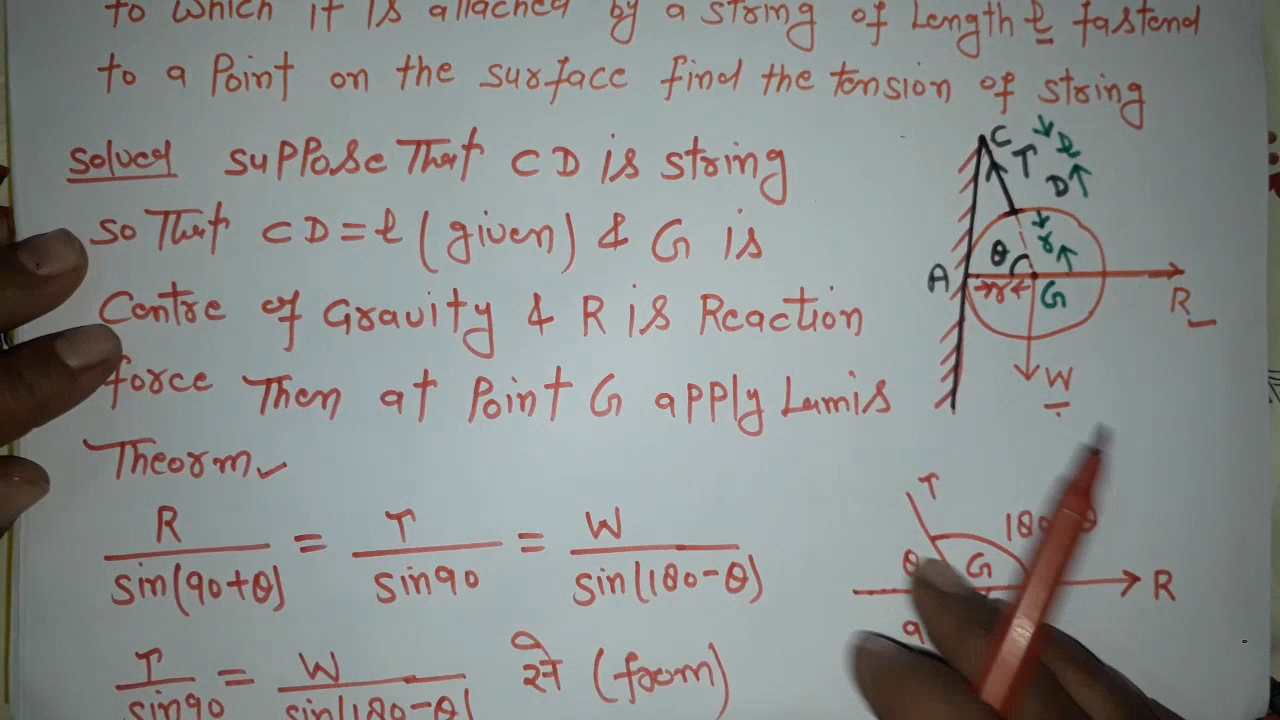 to which it is attached by a string of Length l fastend
to a Point on the surface find the tension of string
Solved suppose That CD is string
so That CD = l (given) & G is
Centre of Gravity & R is Reaction
force Then at Point G apply Lamis
Theorm
R/sin(90+θ) = T/sin90 = W/sin(180-θ)
T/sin90 = W/sin(180-θ) से (from)
C
T
l
D
r
θ
A
r
G
R
W
T
θ
G
R